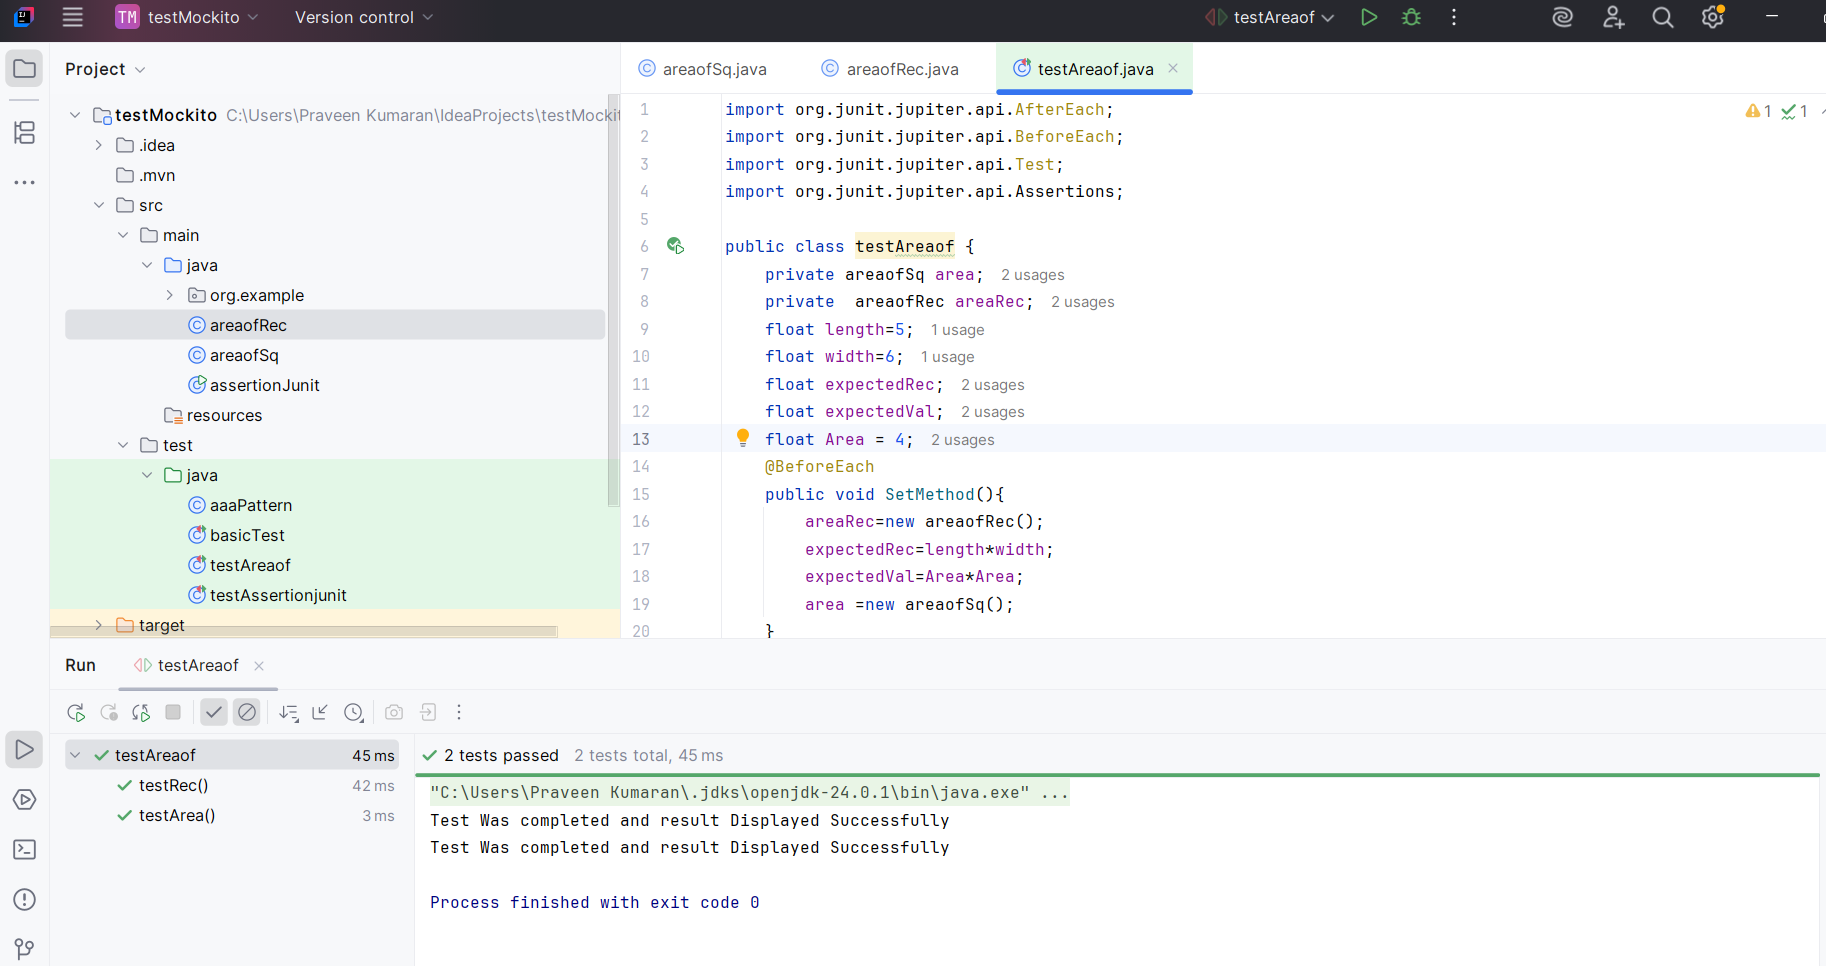 TM testMockito Version control testAreaof
Project
testMockito C:\Users\Praveen Kumaran\IdeaProjects\testMockit
.idea
.mvn
src
main
java
org.example
areaofRec
areaofSq
assertionJunit
resources
test
java
aaaPattern
basicTest
testAreaof
testAssertionjunit
target
areaofSq.java areaofRec.java testAreaof.java
1 import org.junit.jupiter.api.AfterEach;
2 import org.junit.jupiter.api.BeforeEach;
3 import org.junit.jupiter.api.Test;
4 import org.junit.jupiter.api.Assertions;
5
6 public class testAreaof {
7 private areaofSq area; 2 usages
8 private  areaofRec areaRec; 2 usages
9 float length=5; 1 usage
10 float width=6; 1 usage
11 float expectedRec; 2 usages
12 float expectedVal; 2 usages
13 float Area = 4; 2 usages
14 @BeforeEach
15 public void SetMethod(){
16 areaRec=new areaofRec();
17 expectedRec=length*width;
18 expectedVal=Area*Area;
19 area =new areaofSq();
20 }
1 1
Run testAreaof
testAreaof 45 ms
testRec() 42 ms
testArea() 3 ms
2 tests passed 2 tests total, 45 ms
"C:\Users\Praveen Kumaran\.jdks\openjdk-24.0.1\bin\java.exe" ...
Test Was completed and result Displayed Successfully
Test Was completed and result Displayed Successfully
Process finished with exit code 0